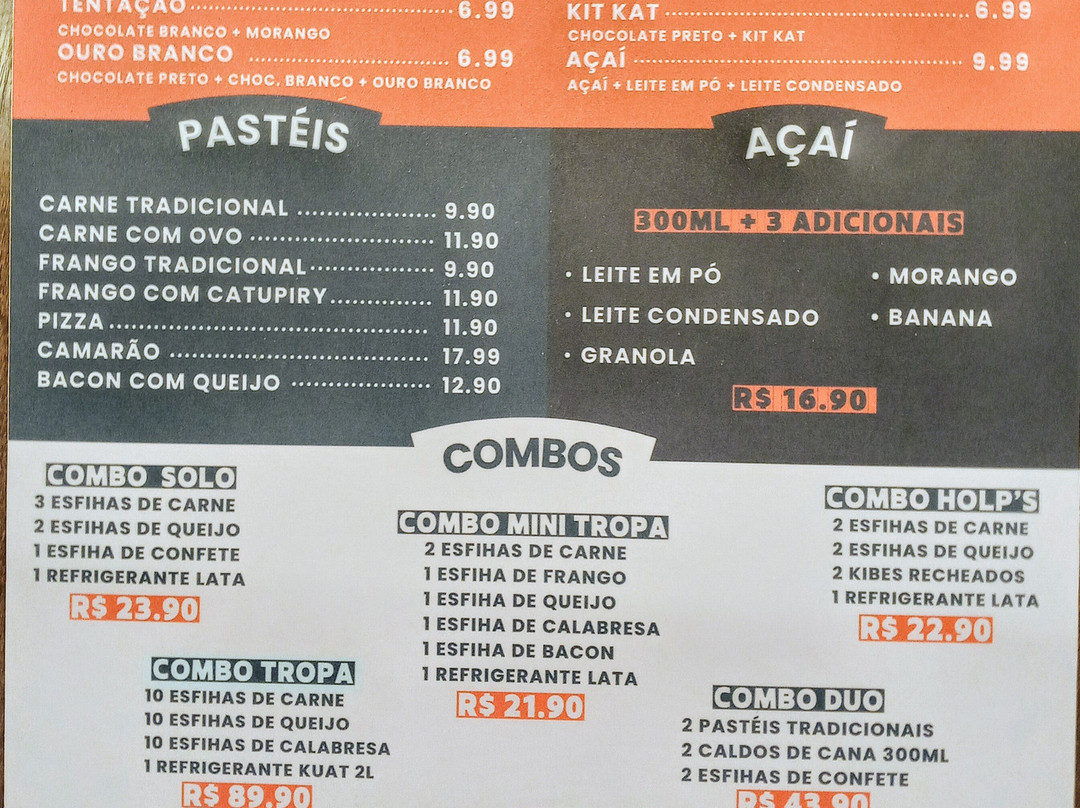 TENTAÇÃO 6.99
CHOCOLATE BRANCO + MORANGO
OURO BRANCO 6.99
CHOCOLATE PRETO + CHOC. BRANCO + OURO BRANCO
KIT KAT 6.99
CHOCOLATE PRETO + KIT KAT
AÇAÍ 9.99
AÇAÍ + LEITE EM PÓ + LEITE CONDENSADO
PASTÉIS
CARNE TRADICIONAL 9.90
CARNE COM OVO 11.90
FRANGO TRADICIONAL 9.90
FRANGO COM CATUPIRY 11.90
PIZZA 11.90
CAMARÃO 17.99
BACON COM QUEIJO 12.90
AÇAÍ
300ML + 3 ADICIONAIS
• LEITE EM PÓ
• LEITE CONDENSADO
• GRANOLA
• MORANGO
• BANANA
R$ 16.90
COMBOS
COMBO SOLO
3 ESFIHAS DE CARNE
2 ESFIHAS DE QUEIJO
1 ESFIHA DE CONFETE
1 REFRIGERANTE LATA
R$ 23.90
COMBO MINI TROPA
2 ESFIHAS DE CARNE
1 ESFIHA DE FRANGO
1 ESFIHA DE QUEIJO
1 ESFIHA DE CALABRESA
1 ESFIHA DE BACON
1 REFRIGERANTE LATA
R$ 21.90
COMBO HOLP'S
2 ESFIHAS DE CARNE
2 ESFIHAS DE QUEIJO
2 KIBES RECHEADOS
1 REFRIGERANTE LATA
R$ 22.90
COMBO TROPA
10 ESFIHAS DE CARNE
10 ESFIHAS DE QUEIJO
10 ESFIHAS DE CALABRESA
1 REFRIGERANTE KUAT 2L
R$ 89.90
COMBO DUO
2 PASTÉIS TRADICIONAIS
2 CALDOS DE CANA 300ML
2 ESFIHAS DE CONFETE
R$ 43.90